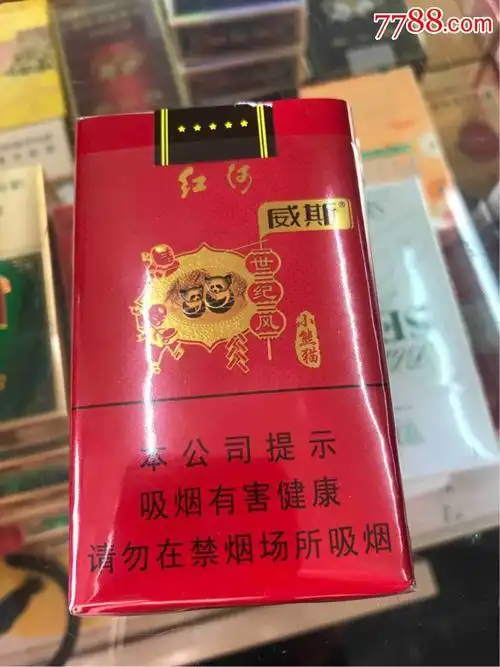 7788.com
红河
威斯®
世纪风
小熊猫
本公司提示
吸烟有害健康
请勿在禁烟场所吸烟